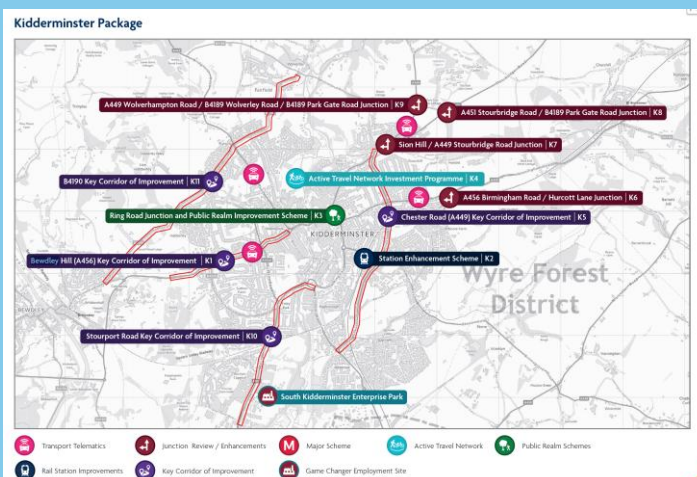 Kidderminster Package
A449 Wolverhampton Road / B4189 Wolverley Road / B4189 Park Gate Road Junction | K9
A451 Stourbridge Road / B4189 Park Gate Road Junction | K8
Sion Hill / A449 Stourbridge Road Junction | K7
B4190 Key Corridor of Improvement | K11
Active Travel Network Investment Programme | K4
A456 Birmingham Road / Hurcott Lane Junction | K6
Ring Road Junction and Public Realm Improvement Scheme | K3
Chester Road (A449) Key Corridor of Improvement | K5
KIDDERMINSTER
Bewdley Hill (A456) Key Corridor of Improvement | K1
Station Enhancement Scheme | K2
Wyre Forest
District
BEWDLEY
Stourport Road Key Corridor of Improvement | K10
South Kidderminster Enterprise Park
Transport Telematics
Junction Review / Enhancements
M
Major Scheme
Active Travel Network
Public Realm Schemes
Rail Station Improvements
Key Corridor of Improvement
Game Changer Employment Site